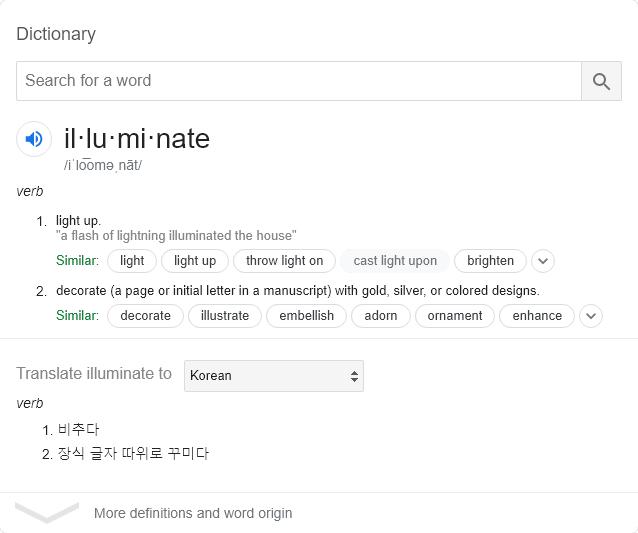 Dictionary
Search for a word
il·lu·mi·nate
/iˈlo͞oməˌnāt/
verb
1. light up.
"a flash of lightning illuminated the house"
Similar: light light up throw light on cast light upon brighten
2. decorate (a page or initial letter in a manuscript) with gold, silver, or colored designs.
Similar: decorate illustrate embellish adorn ornament enhance
Translate illuminate to Korean
verb
1. 비추다
2. 장식 글자 따위로 꾸미다
More definitions and word origin